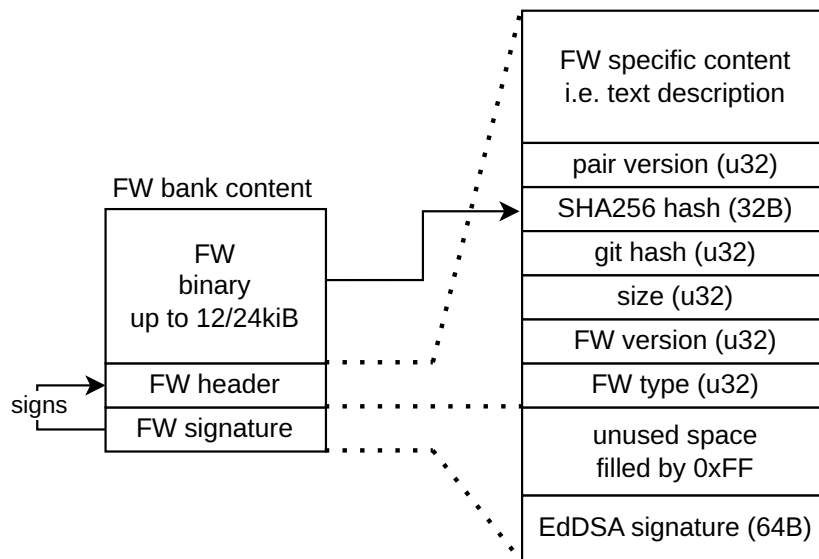 FW bank content
FW
binary
up to 12/24kiB
FW header
FW signature
signs
FW specific content
i.e. text description
pair version (u32)
SHA256 hash (32B)
git hash (u32)
size (u32)
FW version (u32)
FW type (u32)
unused space
filled by 0xFF
EdDSA signature (64B)